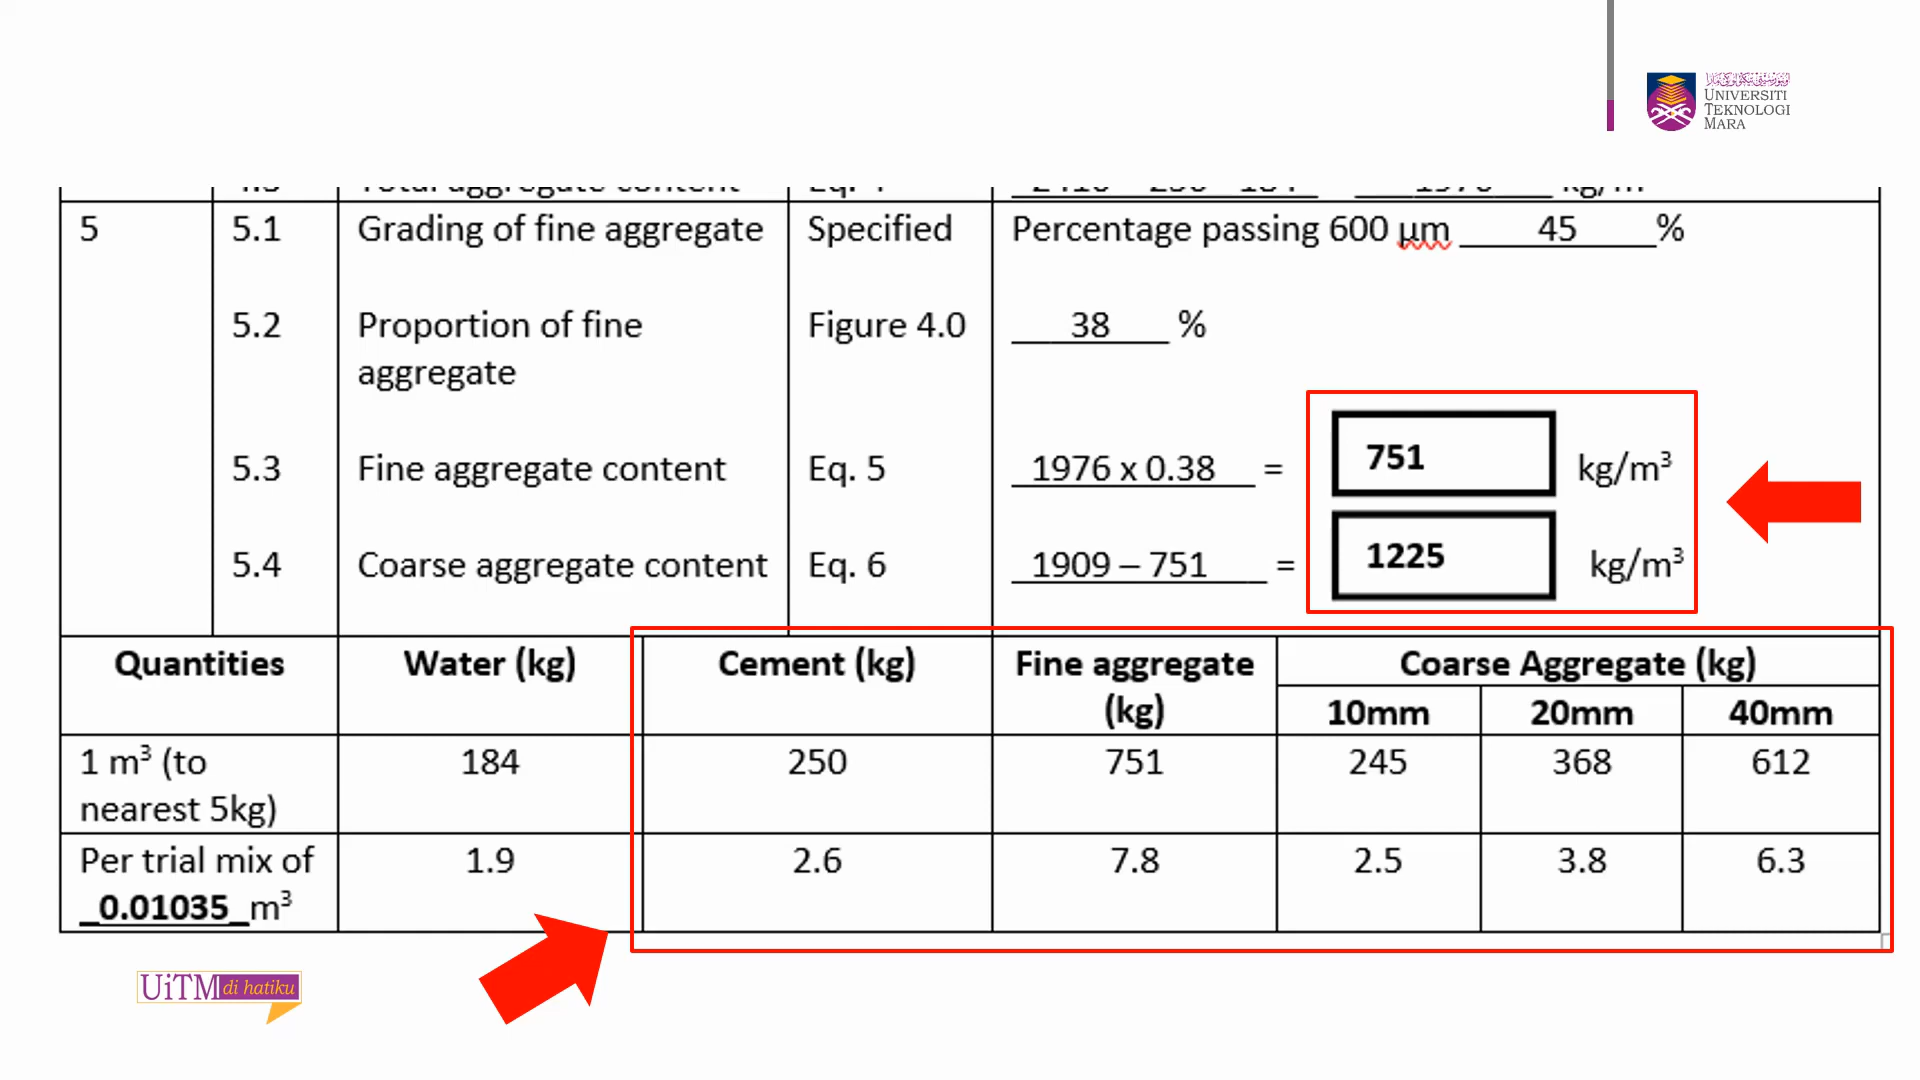 UNIVERSITI
TEKNOLOGI
MARA
5 5.1 Grading of fine aggregate Specified Percentage passing 600 µm 45 %
5.2 Proportion of fine aggregate Figure 4.0 38 %
5.3 Fine aggregate content Eq. 5 1976 x 0.38 = 751 kg/m³
5.4 Coarse aggregate content Eq. 6 1909 – 751 = 1225 kg/m³
Quantities Water (kg) Cement (kg) Fine aggregate (kg) Coarse Aggregate (kg)
10mm 20mm 40mm
1 m³ (to nearest 5kg) 184 250 751 245 368 612
Per trial mix of _0.01035_m³ 1.9 2.6 7.8 2.5 3.8 6.3
UiTM di hatiku